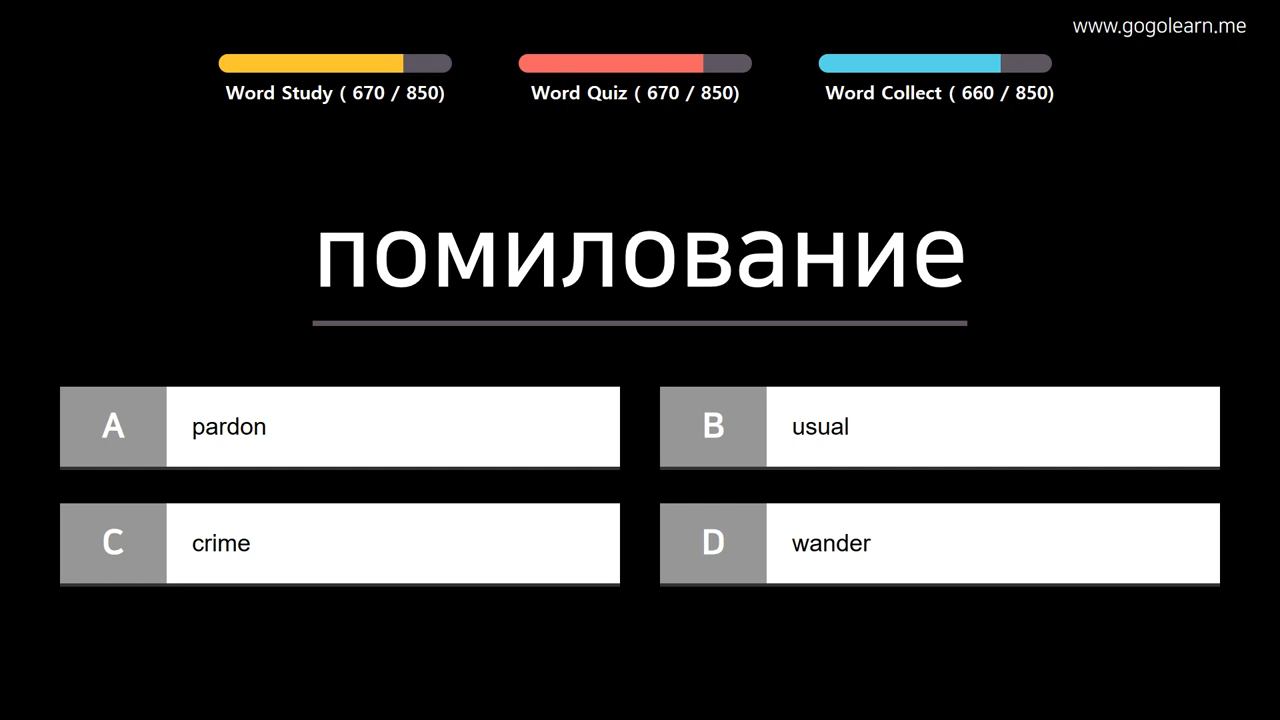 www.gogolearn.me
Word Study ( 670 / 850)
Word Quiz ( 670 / 850)
Word Collect ( 660 / 850)
помилование
A pardon
B usual
C crime
D wander